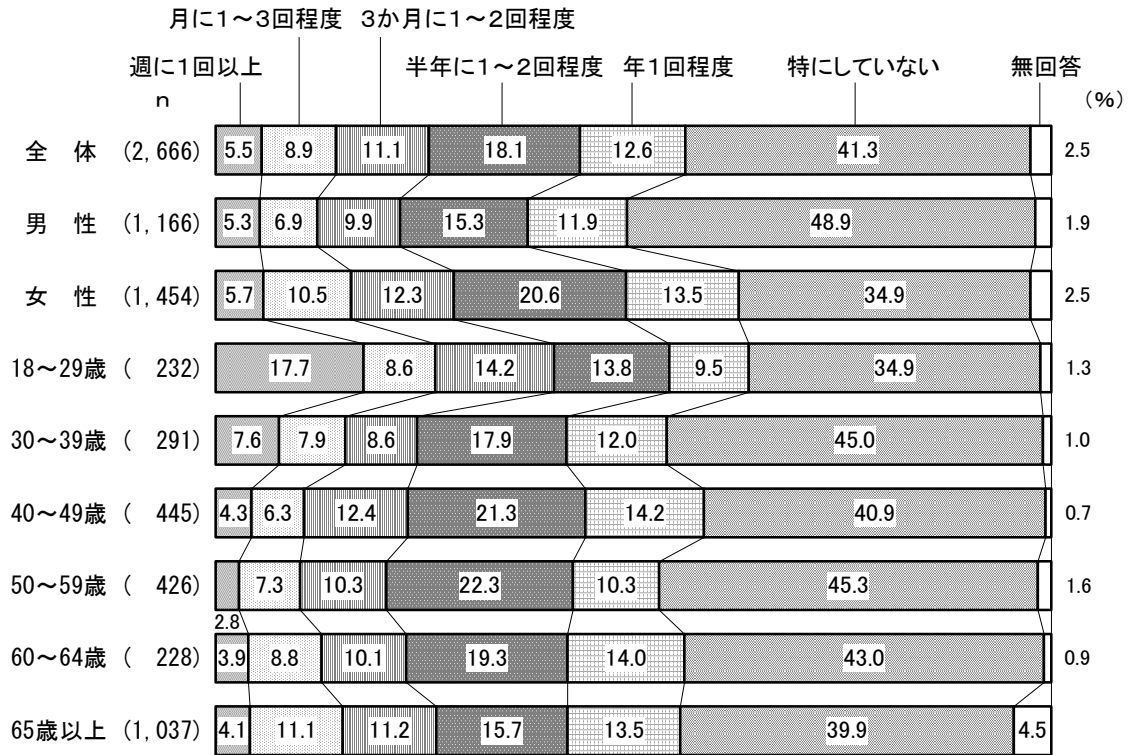 月に1～3回程度 3か月に1～2回程度
週に1回以上 半年に1～2回程度 年1回程度 特にしていない 無回答
n (%)
全 体 (2,666) 5.5 8.9 11.1 18.1 12.6 41.3 2.5
男 性 (1,166) 5.3 6.9 9.9 15.3 11.9 48.9 1.9
女 性 (1,454) 5.7 10.5 12.3 20.6 13.5 34.9 2.5
18～29歳 ( 232) 17.7 8.6 14.2 13.8 9.5 34.9 1.3
30～39歳 ( 291) 7.6 7.9 8.6 17.9 12.0 45.0 1.0
40～49歳 ( 445) 4.3 6.3 12.4 21.3 14.2 40.9 0.7
50～59歳 ( 426) 7.3 10.3 22.3 10.3 45.3 1.6
2.8
60～64歳 ( 228) 3.9 8.8 10.1 19.3 14.0 43.0 0.9
65歳以上 (1,037) 4.1 11.1 11.2 15.7 13.5 39.9 4.5